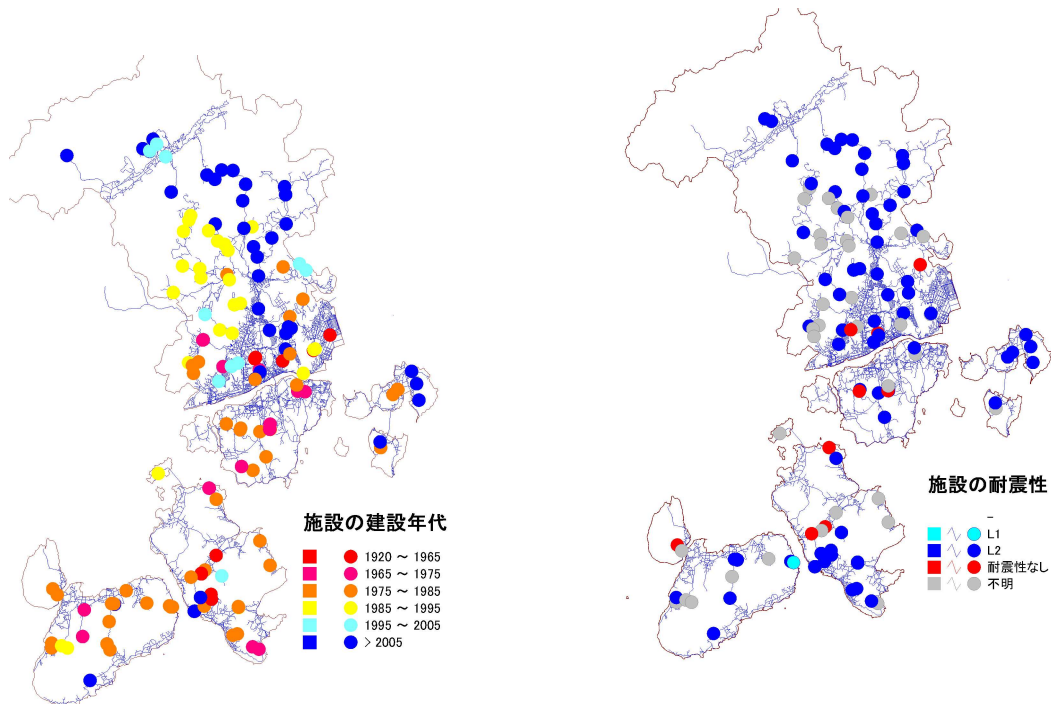 施設の建設年代
1920 ～ 1965
1965 ～ 1975
1975 ～ 1985
1985 ～ 1995
1995 ～ 2005
> 2005
施設の耐震性
–
L1
L2
耐震性なし
不明